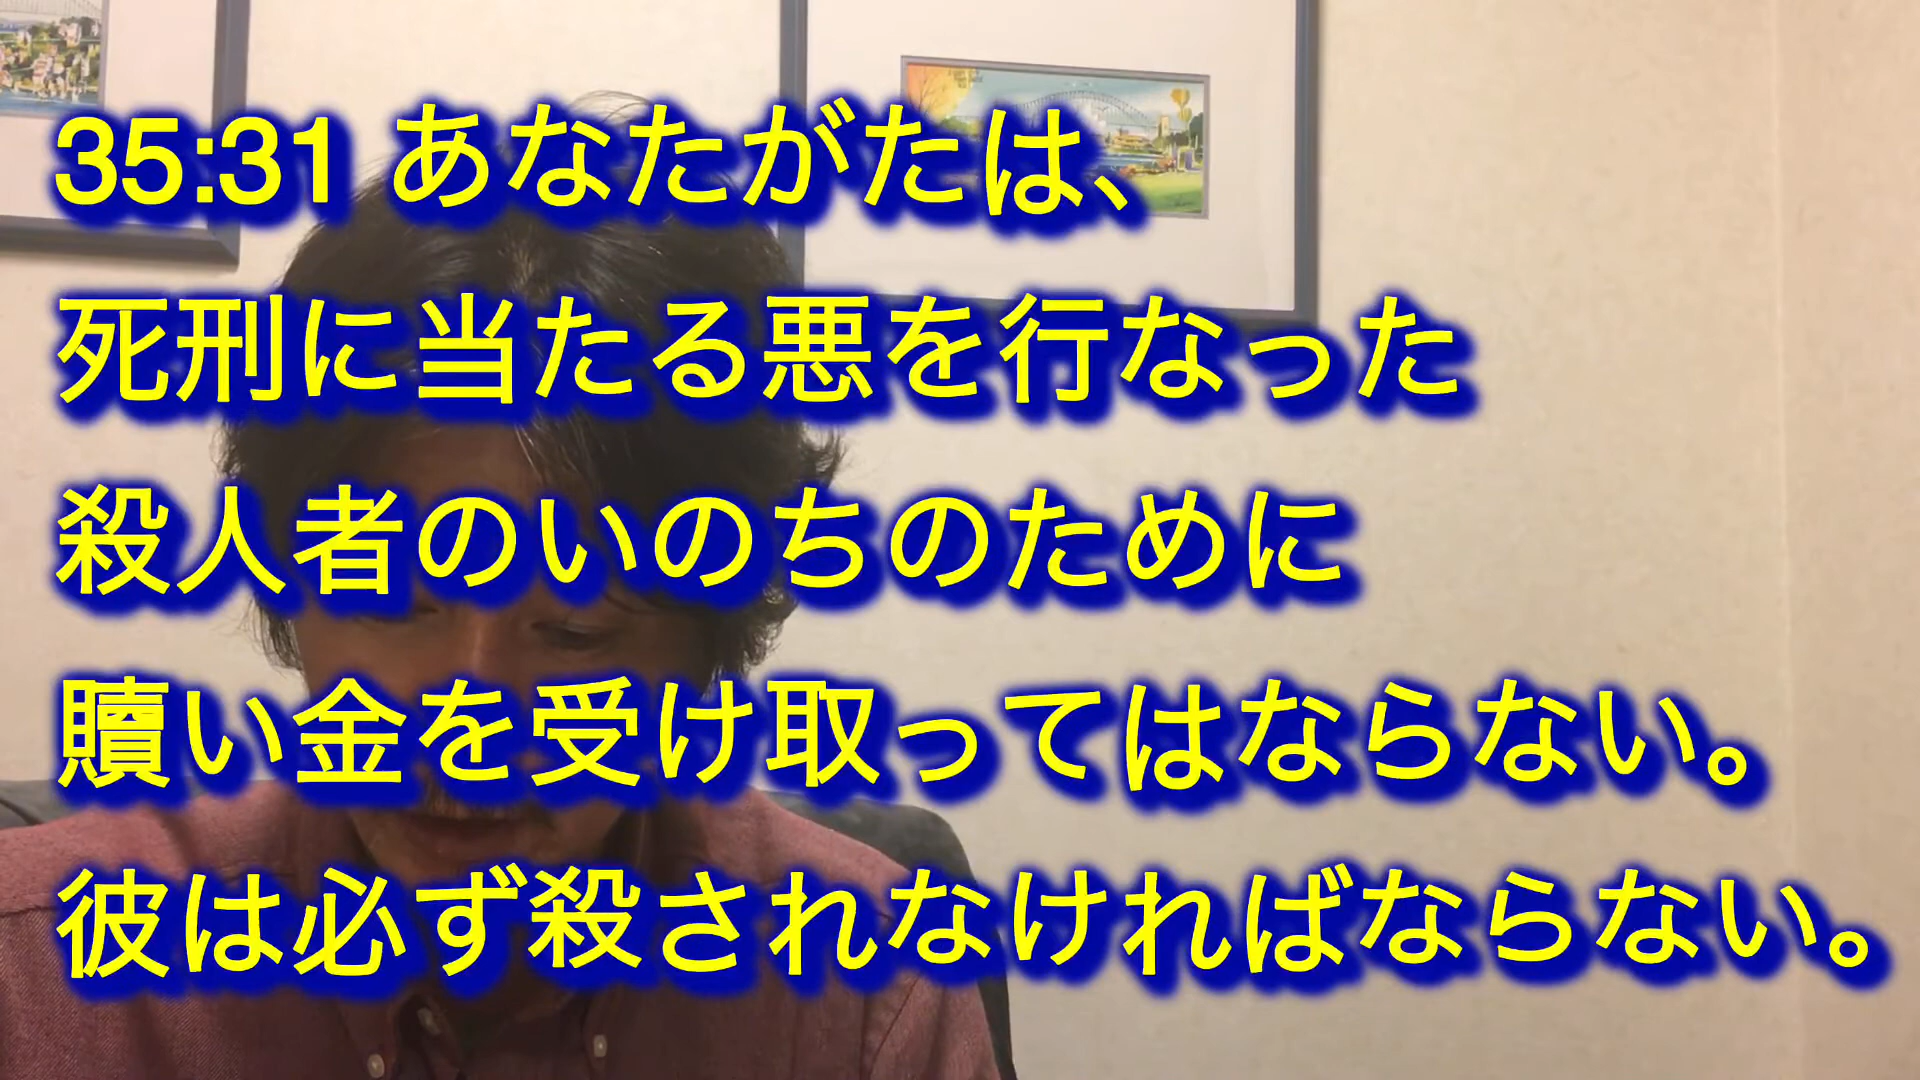 35:31 あなたがたは、
死刑に当たる悪を行なった
殺人者のいのちのために
贖い金を受け取ってはならない。
彼は必ず殺されなければならない。